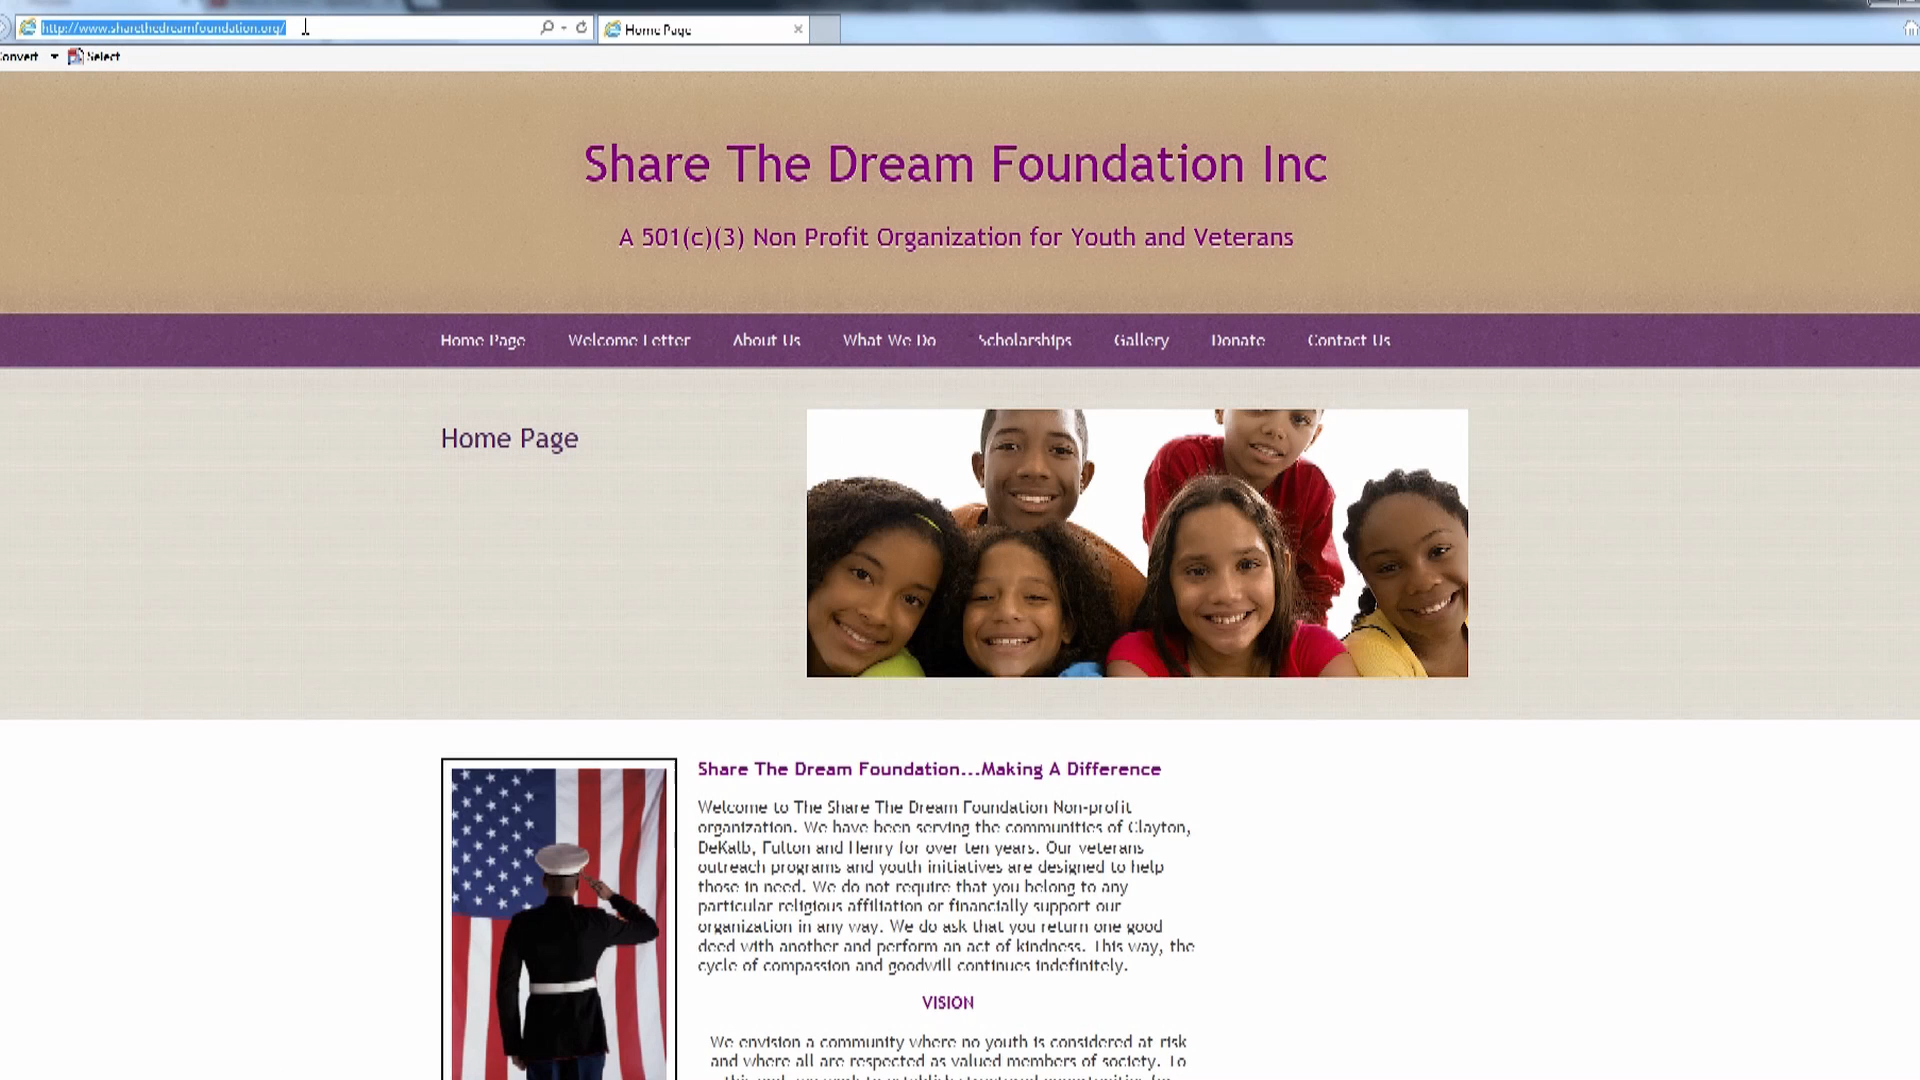 http://www.sharethedreamfoundation.org/
Home Page
Convert
Select
Share The Dream Foundation Inc
A 501(c)(3) Non Profit Organization for Youth and Veterans
Home Page Welcome Letter About Us What We Do Scholarships Gallery Donate Contact Us
Home Page
Share The Dream Foundation...Making A Difference
Welcome to The Share The Dream Foundation Non-profit
organization. We have been serving the communities of Clayton,
DeKalb, Fulton and Henry for over ten years. Our veterans
outreach programs and youth initiatives are designed to help
those in need. We do not require that you belong to any
particular religious affiliation or financially support our
organization in any way. We do ask that you return one good
deed with another and perform an act of kindness. This way, the
cycle of compassion and goodwill continues indefinitely.
VISION
We envision a community where no youth is considered at risk
and where all are respected as valued members of society. To